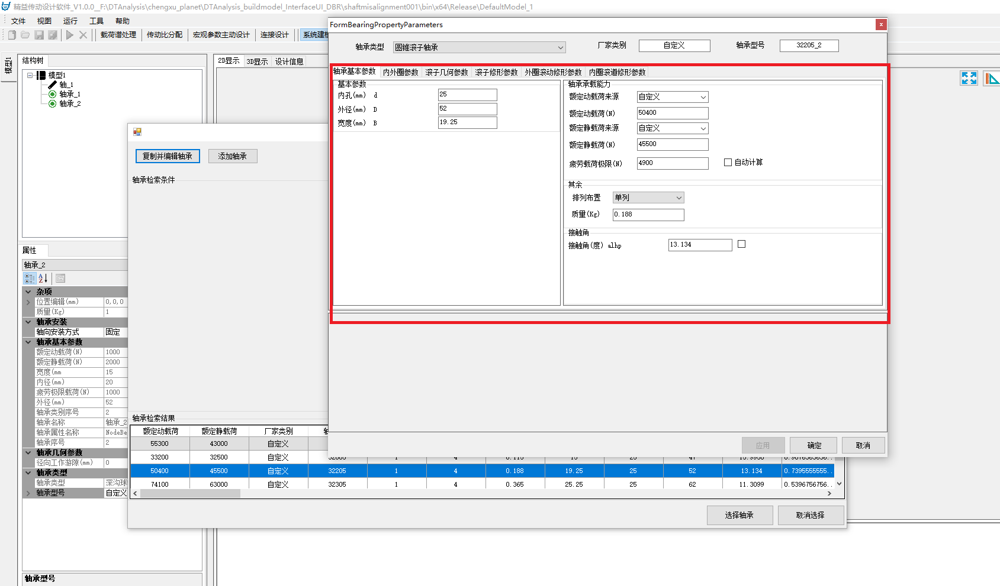 精益传动设计软件_V1.0.0__F:\DTAnalysis\chengxu_planet\DTAnalysis_buildmodel_InterfaceUI_DBR\shaftmisalignment001\bin\x64\Release\DefaultModel_1
文件 视图 运行 工具 帮助
载荷谱处理 传动比分配 宏观参数主动设计 连接设计 系统建模
模型1
结构树
模型1
轴_1
轴承_1
轴承_2
2D显示 3D显示 设计信息
属性
轴承_2
杂项
位置编辑(mm) 0,0,0
质量(Kg) 1
轴承安装
轴向安装方式 固定
轴承基本参数
额定动载荷(N) 1000
额定静载荷(N) 2000
宽度(mm 15
内径(mm) 20
疲劳极限载荷(N) 1000
外径(mm) 52
轴承类别序号 2
轴承名称 轴承_2
轴承属性名称 NodeBe
轴承序号 2
轴承几何参数
径向工作游隙(mm) 0
轴承类型
轴承类型 深沟球
轴承型号 自定义
轴承型号
复制并编辑轴承 添加轴承
轴承检索条件
轴承检索结果
额定动载荷 额定静载荷 厂家类别
55300 43000 自定义
33200 32500 自定义
50400 45500 自定义 32205 1 4 0.188 19.25 25 52 13.134 0.7395555555..
74100 63000 自定义 32305 1 4 0.365 25.25 25 62 11.3099 0.5396756756..
选择轴承 取消选择
FormBearingPropertyParameters
轴承类型 圆锥滚子轴承 厂家类别 自定义 轴承型号 32205_2
轴承基本参数 内外圈参数 滚子几何参数 滚子修形参数 外圈滚动修形参数 内圈滚道修形参数
基本参数
内孔(mm) d 25
外径(mm) D 52
宽度(mm) B 19.25
轴承承载能力
额定动载荷来源 自定义
额定动载荷(N) 50400
额定静载荷来源 自定义
额定静载荷(N) 45500
疲劳载荷极限(N) 4900 自动计算
其余
排列布置 单列
质量(Kg) 0.188
接触角
接触角(度) alhp 13.134
应用 确定 取消